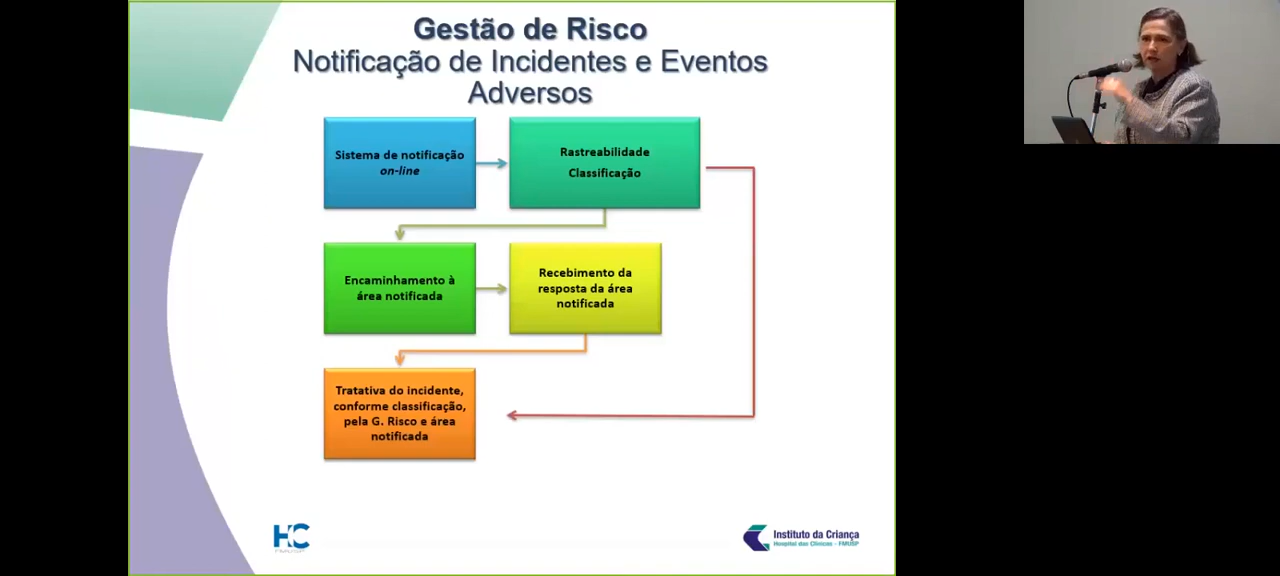 Gestão de Risco
Notificação de Incidentes e Eventos
Adversos
Sistema de notificação
on-line
Rastreabilidade
Classificação
Encaminhamento à
área notificada
Recebimento da
resposta da área
notificada
Tratativa do incidente,
conforme classificação,
pela G. Risco e área
notificada
HC
FMUSP
Instituto da Criança
Hospital das Clínicas - FMUSP